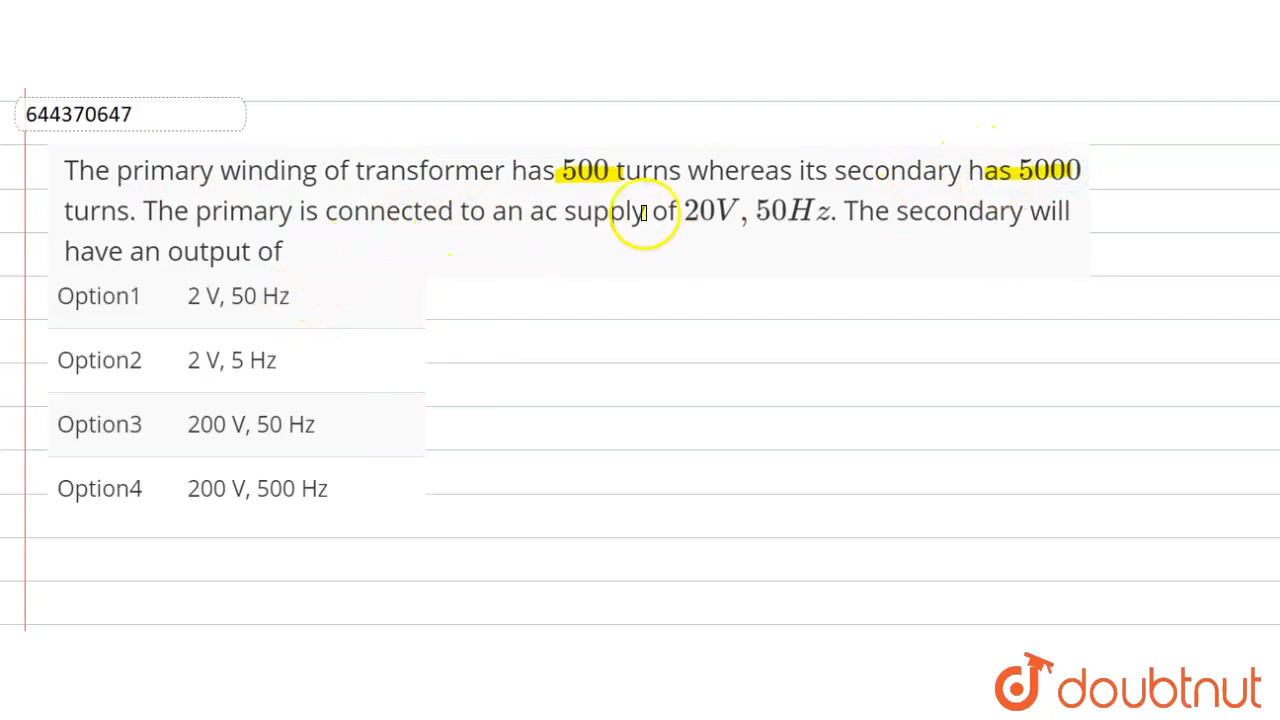 644370647
The primary winding of transformer has 500 turns whereas its secondary has 5000
turns. The primary is connected to an ac supply of 20V, 50Hz. The secondary will
have an output of
Option1 2 V, 50 Hz
Option2 2 V, 5 Hz
Option3 200 V, 50 Hz
Option4 200 V, 500 Hz
doubtnut